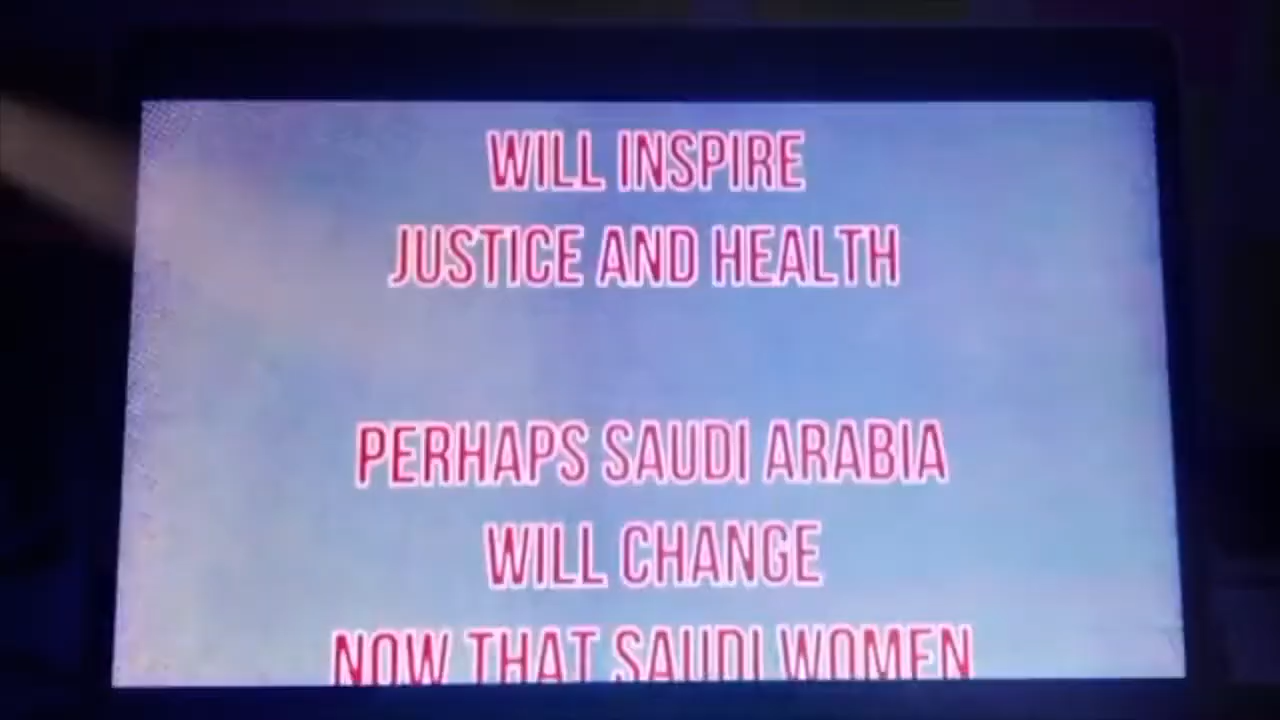 WILL INSPIRE
JUSTICE AND HEALTH
PERHAPS SAUDI ARABIA
WILL CHANGE
NOW THAT SAUDI WOMEN